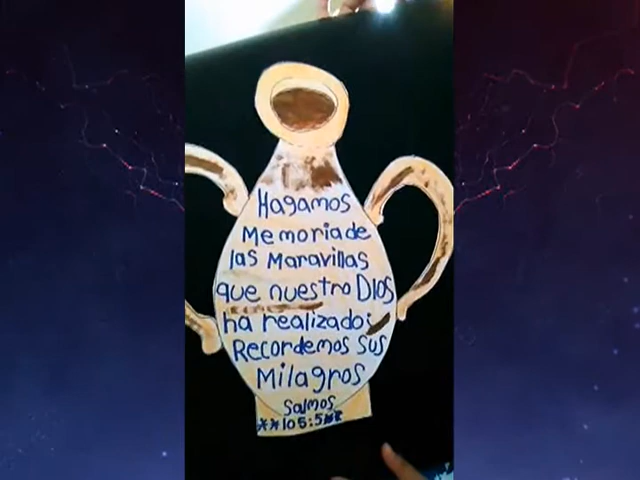 Hagamos
Memoria de
las Maravillas
que nuestro Dios
ha realizado;
Recordemos sus
Milagros
Salmos
**105:5**